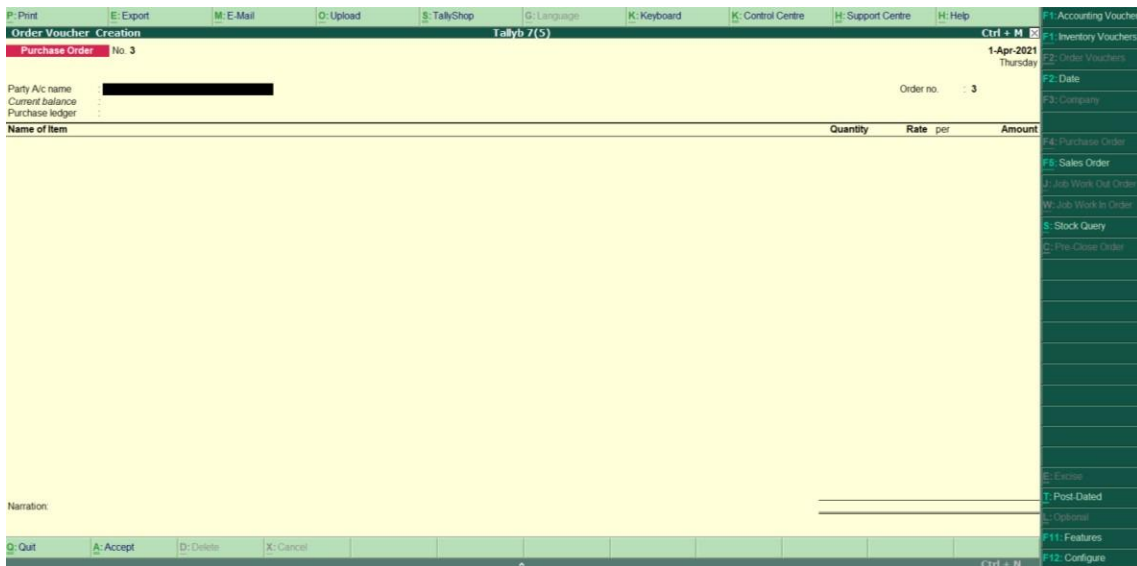 P: Print E: Export M: E-Mail O: Upload S: TallyShop G: Language K: Keyboard K: Control Centre H: Support Centre H: Help
Order Voucher Creation Tallyb 7(5) Ctrl + M
Purchase Order No. 3 1-Apr-2021
Thursday
Party A/c name : Order no. : 3
Current balance :
Purchase ledger :
Name of Item Quantity Rate per Amount
Narration:
Q: Quit A: Accept D: Delete X: Cancel
Ctrl + N
F1: Accounting Voucher
F1: Inventory Vouchers
F2: Order Vouchers
F2: Date
F3: Company
F4: Purchase Order
F5: Sales Order
J: Job Work Out Order
W: Job Work In Order
S: Stock Query
C: Pre-Close Order
E: Excise
T: Post-Dated
L: Optional
F11: Features
F12: Configure